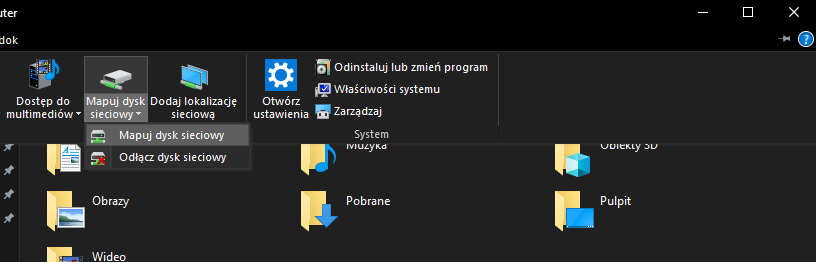 uter
dok
Dostęp do
multimediów
Mapuj dysk
sieciowy
Dodaj lokalizację
sieciową
Otwórz
ustawienia
Odinstaluj lub zmień program
Właściwości systemu
Zarządzaj
System
Mapuj dysk sieciowy
Odłącz dysk sieciowy
Muzyka
Obiekty 3D
Obrazy
Pobrane
Pulpit
Wideo